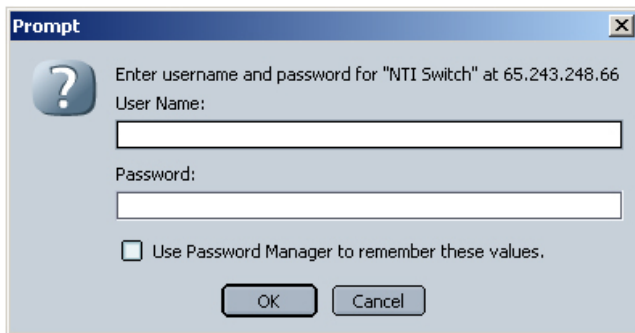 Prompt
Enter username and password for "NTI Switch" at 65.243.248.66
User Name:
Password:
Use Password Manager to remember these values.
OK
Cancel